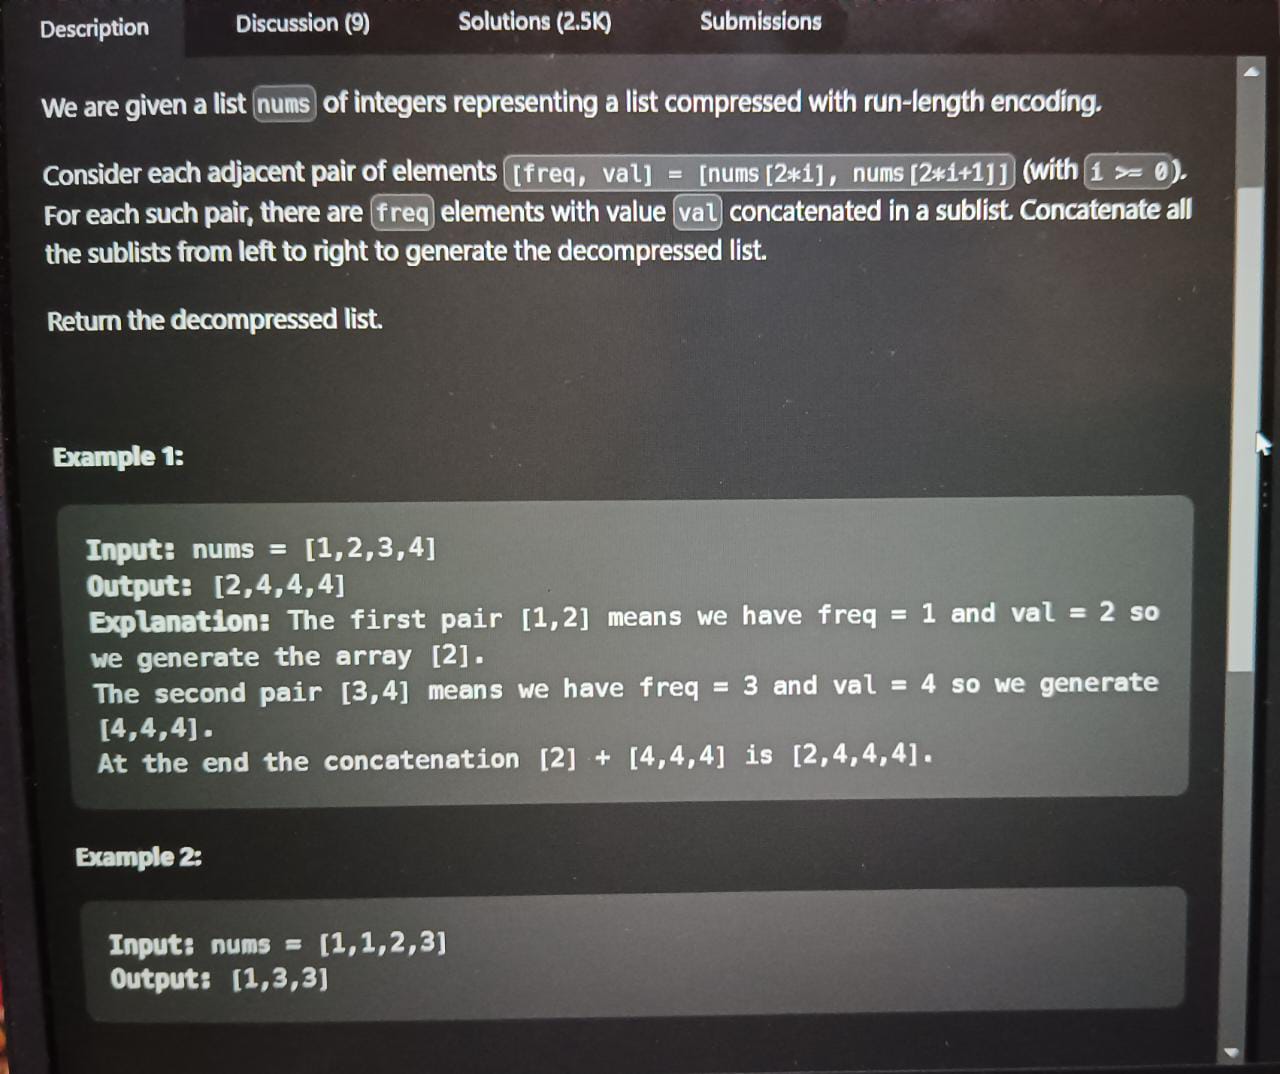 Description Discussion (9) Solutions (2.5K) Submissions
We are given a list nums of integers representing a list compressed with run-length encoding.
Consider each adjacent pair of elements [freq, val] = [nums[2*i], nums[2*i+1]] (with i >= 0).
For each such pair, there are freq elements with value val concatenated in a sublist. Concatenate all
the sublists from left to right to generate the decompressed list.
Return the decompressed list.
Example 1:
Input: nums = [1,2,3,4]
Output: [2,4,4,4]
Explanation: The first pair [1,2] means we have freq = 1 and val = 2 so
we generate the array [2].
The second pair [3,4] means we have freq = 3 and val = 4 so we generate
[4,4,4].
At the end the concatenation [2] + [4,4,4] is [2,4,4,4].
Example 2:
Input: nums = [1,1,2,3]
Output: [1,3,3]